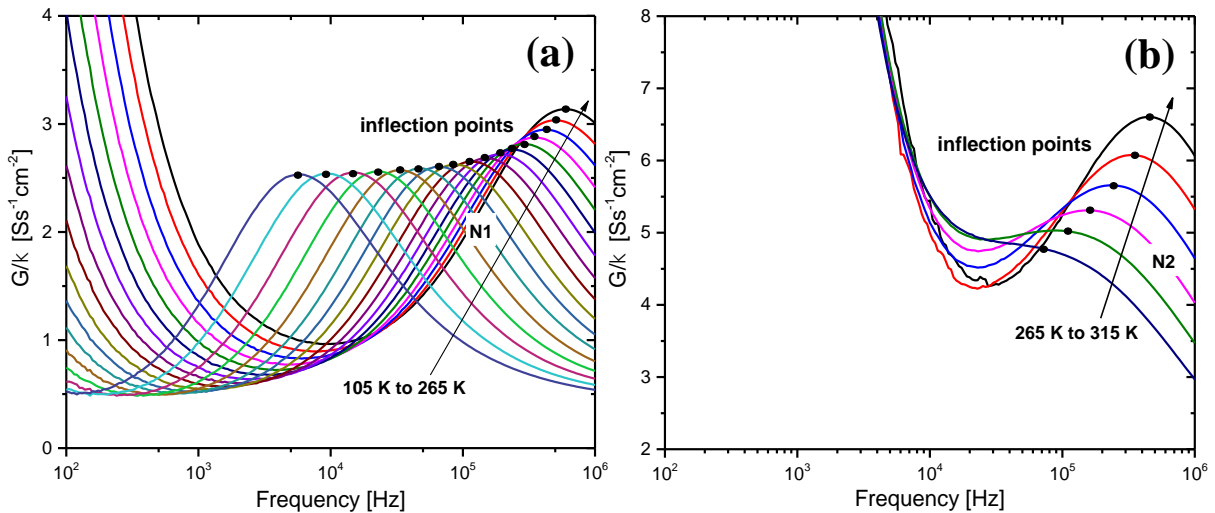 (a)
inflection points
N1
105 K to 265 K
G/k [Ss⁻¹cm⁻²]
4
3
2
1
0
10² 10³ 10⁴ 10⁵ 10⁶
Frequency [Hz]
(b)
inflection points
N2
265 K to 315 K
G/k [Ss⁻¹cm⁻²]
8
7
6
5
4
3
2
10² 10³ 10⁴ 10⁵ 10⁶
Frequency [Hz]